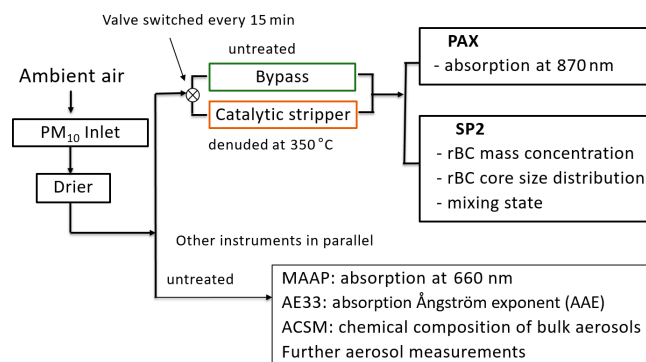 Valve switched every 15 min
untreated
PAX
- absorption at 870 nm
Ambient air
Bypass
PM10 Inlet
Catalytic stripper
denuded at 350 °C
SP2
- rBC mass concentration
- rBC core size distribution
- mixing state
Drier
Other instruments in parallel
untreated
MAAP: absorption at 660 nm
AE33: absorption Ångström exponent (AAE)
ACSM: chemical composition of bulk aerosols
Further aerosol measurements